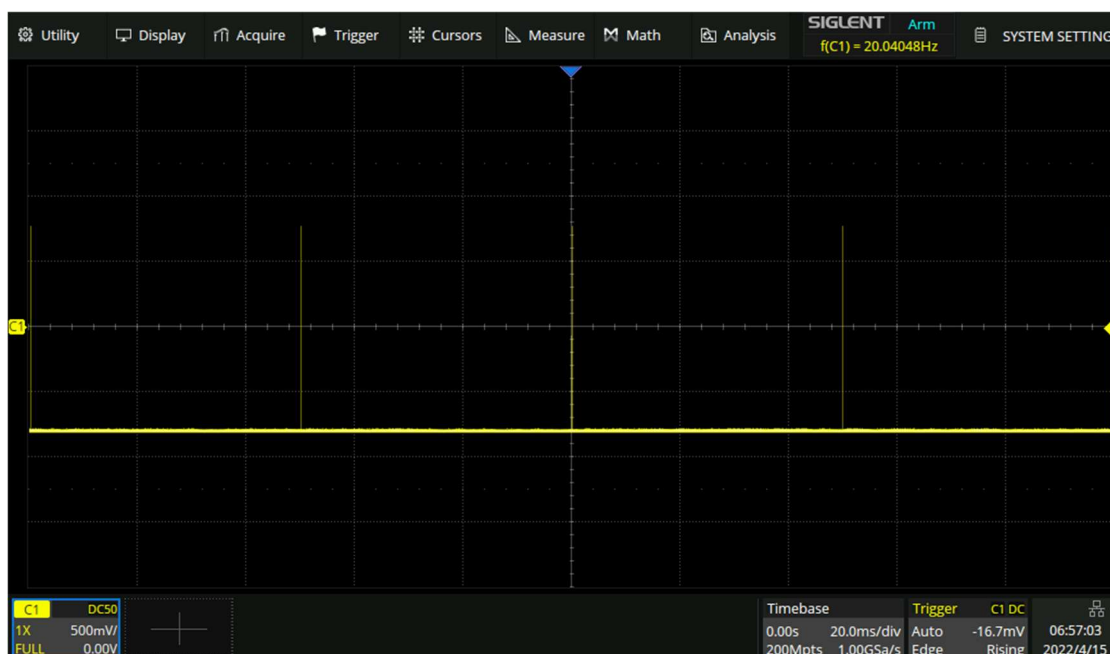 Utility Display Acquire Trigger Cursors Measure Math Analysis SIGLENT Arm SYSTEM SETTING
f(C1) = 20.04048Hz
C1
C1 DC50
1X 500mV/
FULL 0.00V
Timebase
0.00s 20.0ms/div
200Mpts 1.00GSa/s
Trigger C1 DC
Auto -16.7mV
Edge Rising
06:57:03
2022/4/15